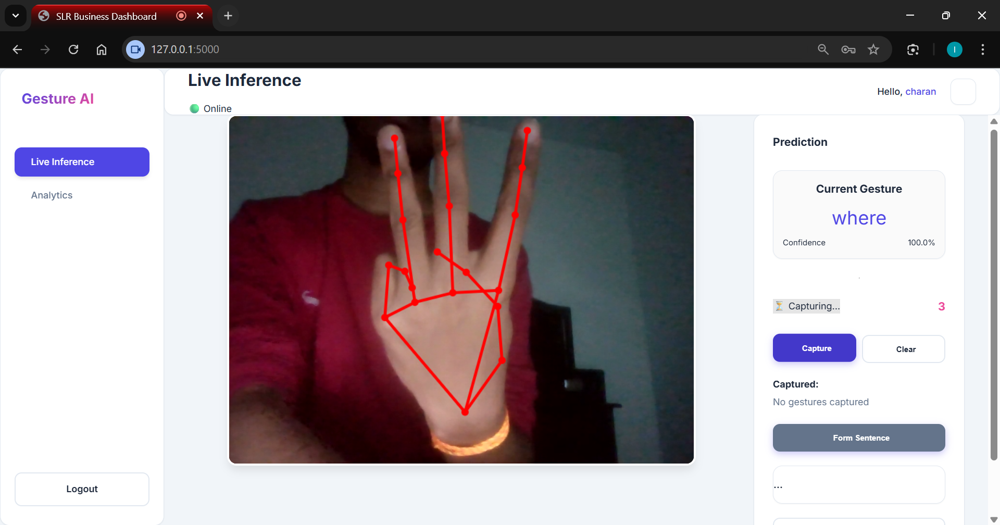 SLR Business Dashboard
127.0.0.1:5000
I
Gesture AI
Live Inference
Analytics
Logout
Live Inference
Online
Hello, charan
Prediction
Current Gesture
where
Confidence 100.0%
⏳ Capturing... 3
Capture Clear
Captured:
No gestures captured
Form Sentence
...